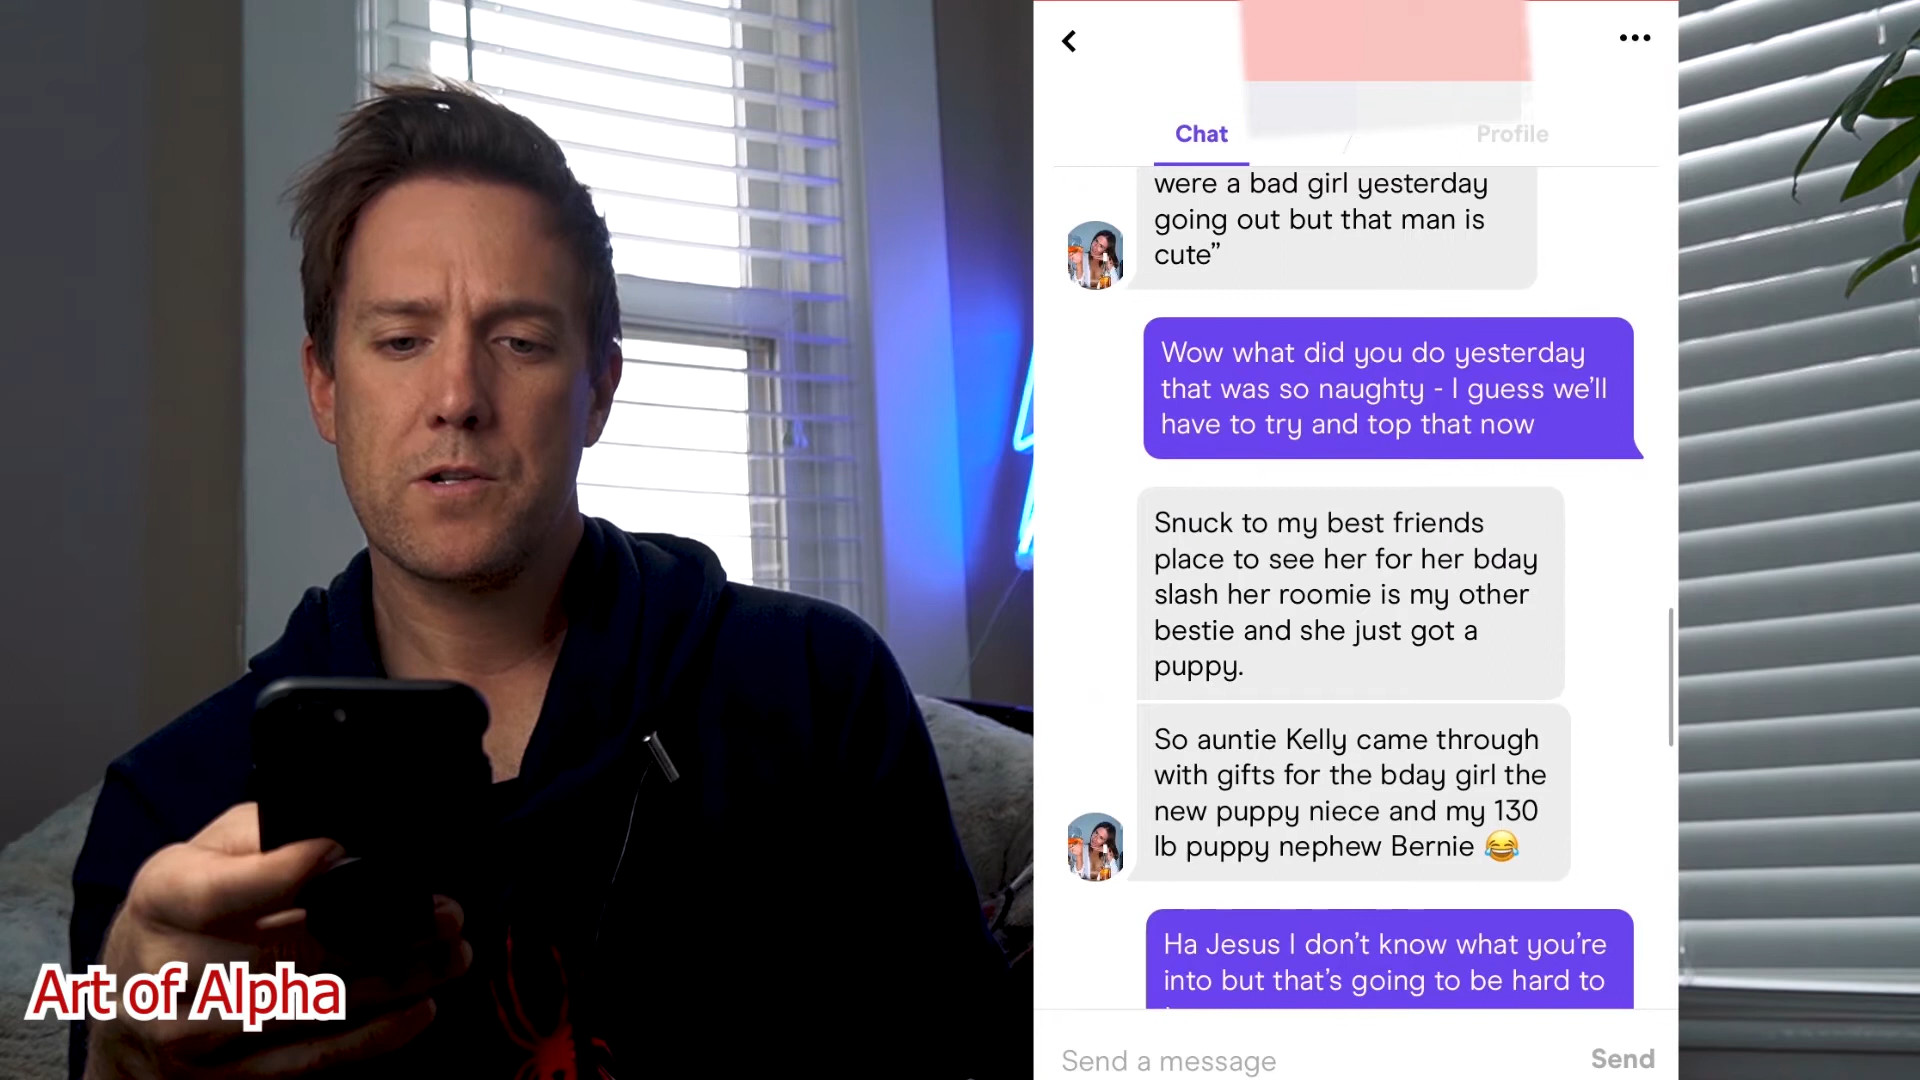 Chat
Profile
were a bad girl yesterday
going out but that man is
cute”
Wow what did you do yesterday
that was so naughty - I guess we’ll
have to try and top that now
Snuck to my best friends
place to see her for her bday
slash her roomie is my other
bestie and she just got a
puppy.
So auntie Kelly came through
with gifts for the bday girl the
new puppy niece and my 130
lb puppy nephew Bernie 😂
Ha Jesus I don’t know what you’re
into but that’s going to be hard to
Send a message
Send
Art of Alpha